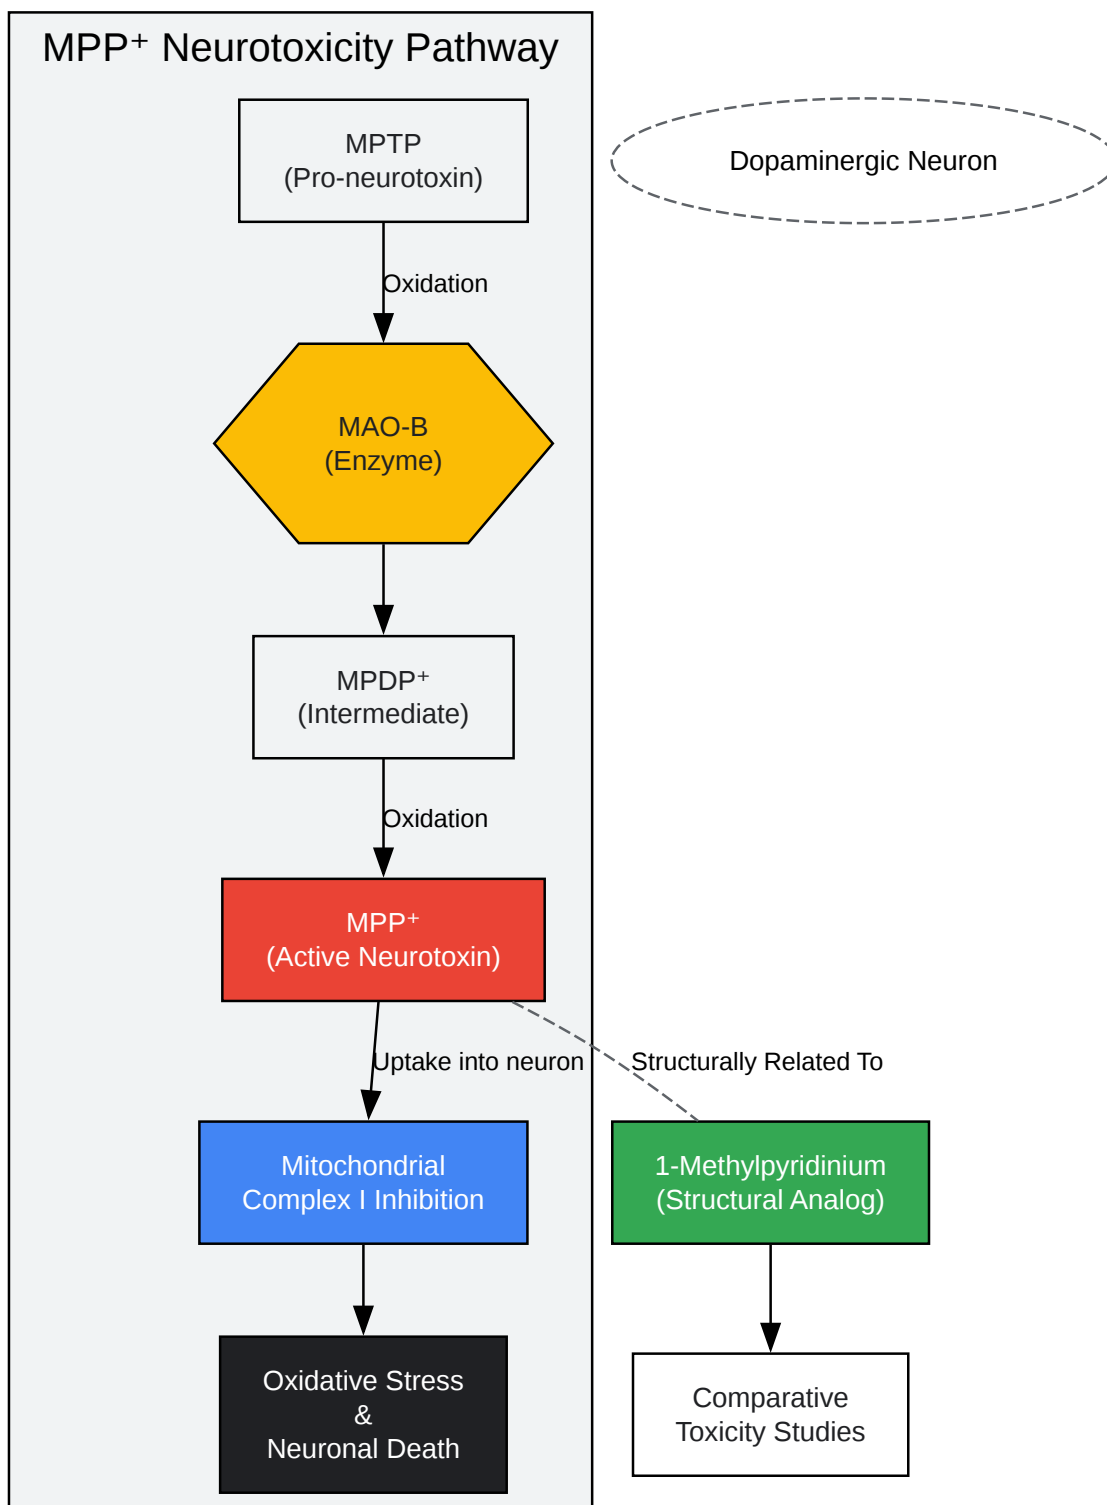 MPP⁺ Neurotoxicity Pathway
MPTP
(Pro-neurotoxin)
Dopaminergic Neuron
Oxidation
MAO-B
(Enzyme)
MPDP⁺
(Intermediate)
Oxidation
MPP⁺
(Active Neurotoxin)
Uptake into neuron
Structurally Related To
Mitochondrial
Complex I Inhibition
1-Methylpyridinium
(Structural Analog)
Oxidative Stress
&
Neuronal Death
Comparative
Toxicity Studies